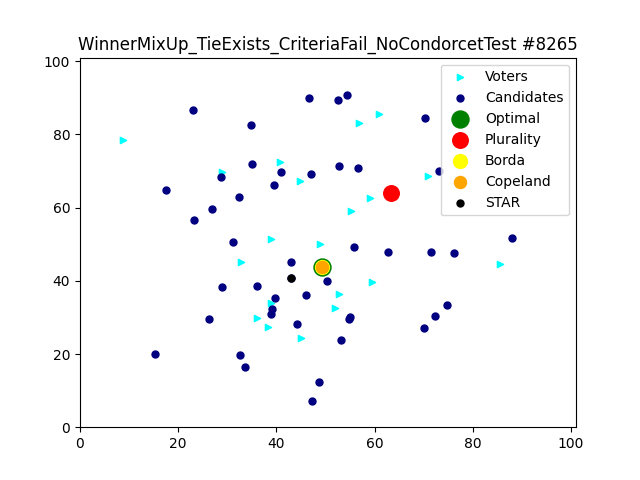 WinnerMixUp_TieExists_CriteriaFail_NoCondorcetTest #8265
100
80
60
40
20
0
0 20 40 60 80 100
Voters
Candidates
Optimal
Plurality
Borda
Copeland
STAR